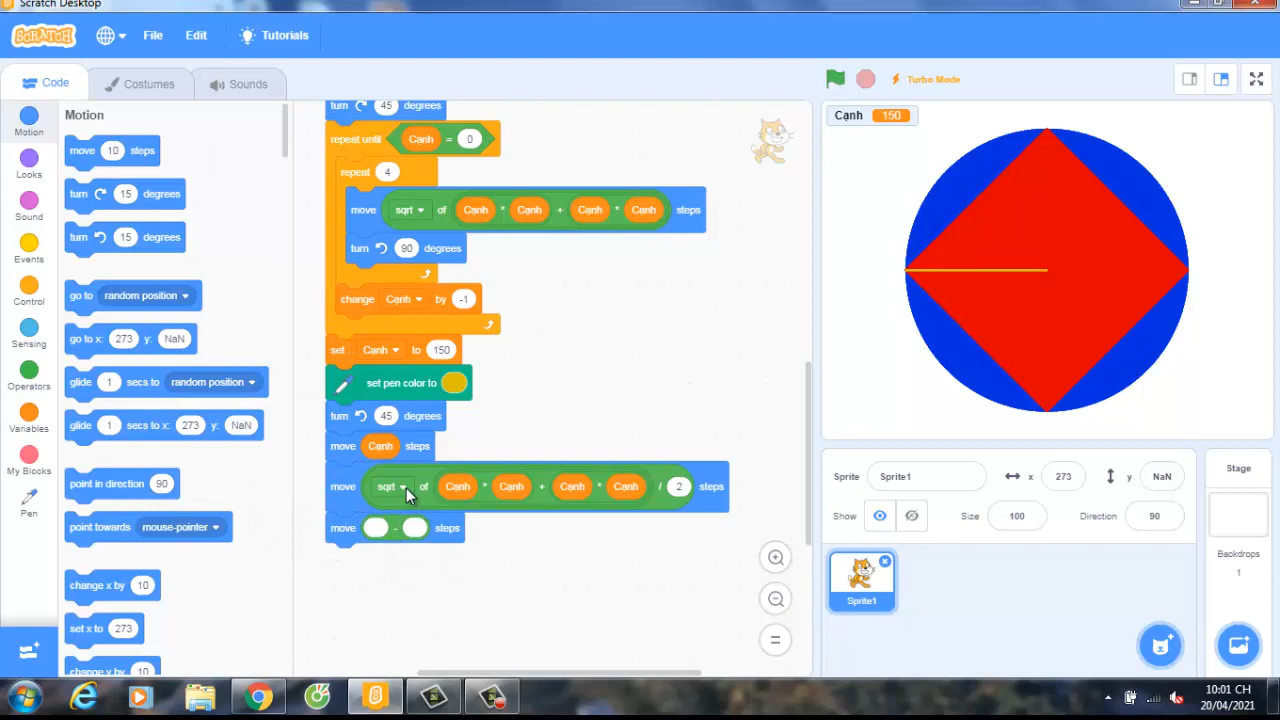 Scratch Desktop
SCRATCH
File
Edit
Tutorials
Code
Costumes
Sounds
Turbo Mode
Motion
Looks
Sound
Events
Control
Sensing
Operators
Variables
My Blocks
Pen
Motion
move 10 steps
turn 15 degrees
turn 15 degrees
go to random position
go to x: 273 y: NaN
glide 1 secs to random position
glide 1 secs to x: 273 y: NaN
point in direction 90
point towards mouse-pointer
change x by 10
set x to 273
change y by 10
turn 45 degrees
repeat until Cạnh = 0
repeat 4
move sqrt of Cạnh * Cạnh + Cạnh * Cạnh steps
turn 90 degrees
change Cạnh by -1
set Cạnh to 150
set pen color to
turn 45 degrees
move Cạnh steps
move sqrt of Cạnh * Cạnh + Cạnh * Cạnh / 2 steps
move - steps
Cạnh 150
Sprite Sprite1 x 273 y NaN
Show Size 100 Direction 90
Sprite1
Stage
Backdrops
1
10:01 CH
20/04/2021